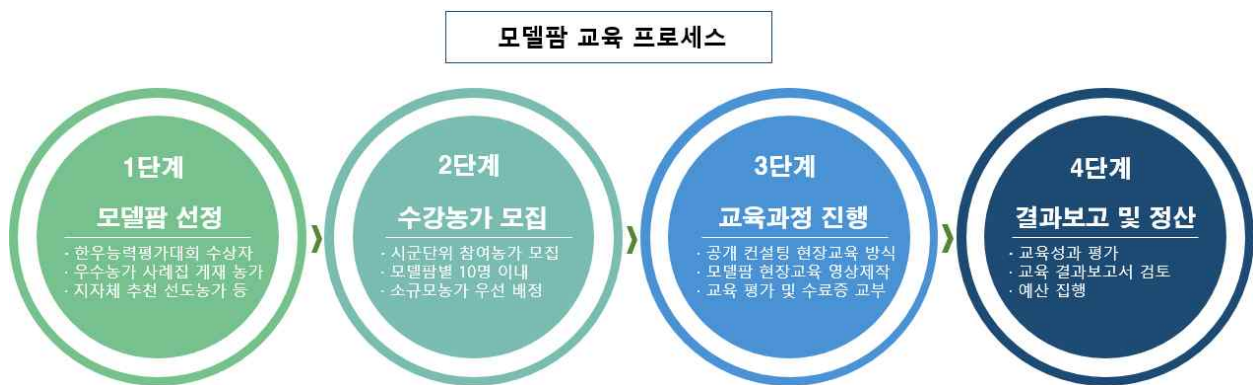 모델팜 교육 프로세스
1단계
모델팜 선정
· 한우능력평가대회 수상자
· 우수농가 사례집 게재 농가
· 지자체 추천 선도농가 등
2단계
수강농가 모집
· 시군단위 참여농가 모집
· 모델팜별 10명 이내
· 소규모농가 우선 배정
3단계
교육과정 진행
· 공개 컨설팅 현장교육 방식
· 모델팜 현장교육 영상제작
· 교육 평가 및 수료증 교부
4단계
결과보고 및 정산
· 교육성과 평가
· 교육 결과보고서 검토
· 예산 집행